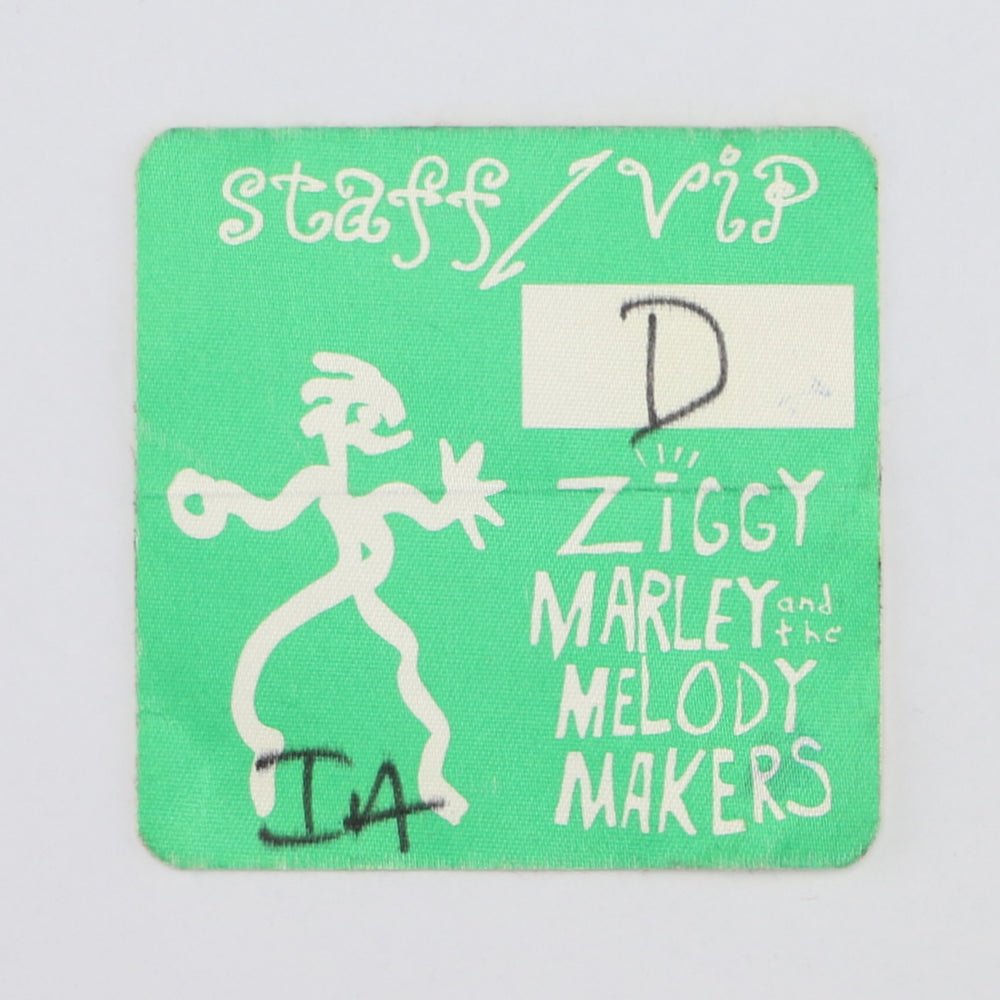 staff/ViP
D
ZiGGY
MARLEY and the
MELODY
MAKERS
IA